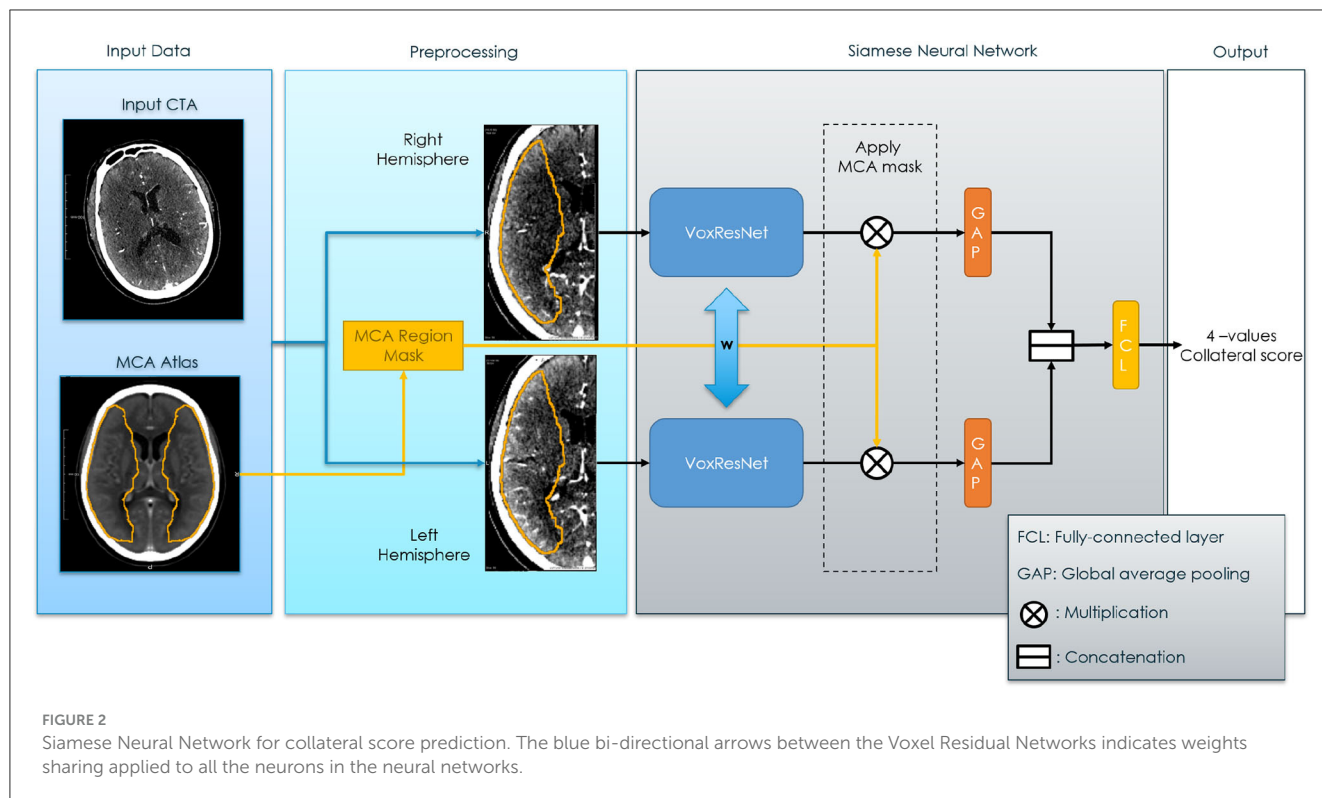 Input Data
Preprocessing
Siamese Neural Network
Output
Input CTA
MCA Atlas
Right
Hemisphere
MCA Region
Mask
Left
Hemisphere
VoxResNet
W
VoxResNet
Apply
MCA mask
GAP
GAP
FCL
4 –values
Collateral score
FCL: Fully-connected layer
GAP: Global average pooling
: Multiplication
: Concatenation
FIGURE 2
Siamese Neural Network for collateral score prediction. The blue bi-directional arrows between the Voxel Residual Networks indicates weights
sharing applied to all the neurons in the neural networks.